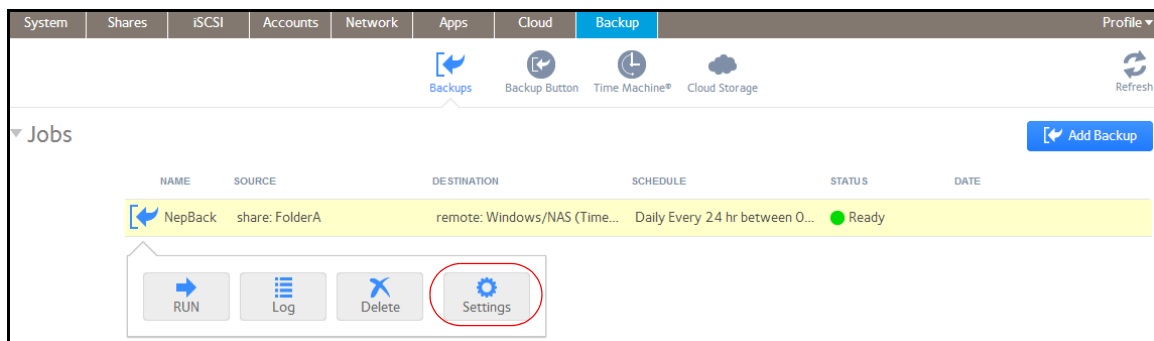 System Shares iSCSI Accounts Network Apps Cloud Backup Profile
Backups Backup Button Time Machine® Cloud Storage Refresh
Jobs Add Backup
NAME SOURCE DESTINATION SCHEDULE STATUS DATE
NepBack share: FolderA remote: Windows/NAS (Time... Daily Every 24 hr between 0... Ready
RUN Log Delete Settings